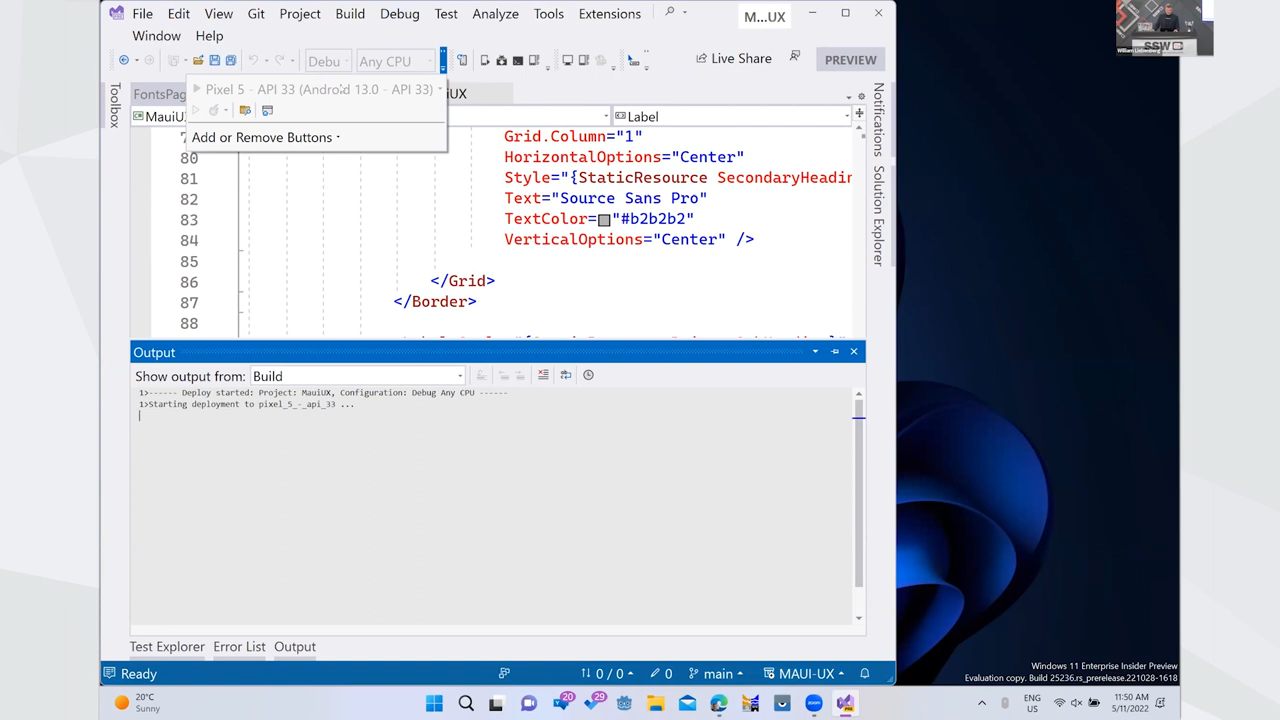 File Edit View Git Project Build Debug Test Analyze Tools Extensions M...UX
Window Help
Debu Any CPU Live Share PREVIEW
Pixel 5 - API 33 (Android 13.0 - API 33)
Add or Remove Buttons
FontsPag UX
MauiU Label
Toolbox
Notifications
Solution Explorer
Grid.Column="1"
80 HorizontalOptions="Center"
81 Style="{StaticResource SecondaryHeadin
82 Text="Source Sans Pro"
83 TextColor="#b2b2b2"
84 VerticalOptions="Center" />
85
86 </Grid>
87 </Border>
88
Output
Show output from: Build
1>------ Deploy started: Project: MauiUX, Configuration: Debug Any CPU ------
1>Starting deployment to pixel_5_-_api_33 ...
Test Explorer Error List Output
Ready 0 / 0 0 main MAUI-UX
SSW
Windows 11 Enterprise Insider Preview
Evaluation copy. Build 25236.rs_prerelease.221028-1618
20°C
Sunny
20
29
ENG
US
11:50 AM
5/11/2022